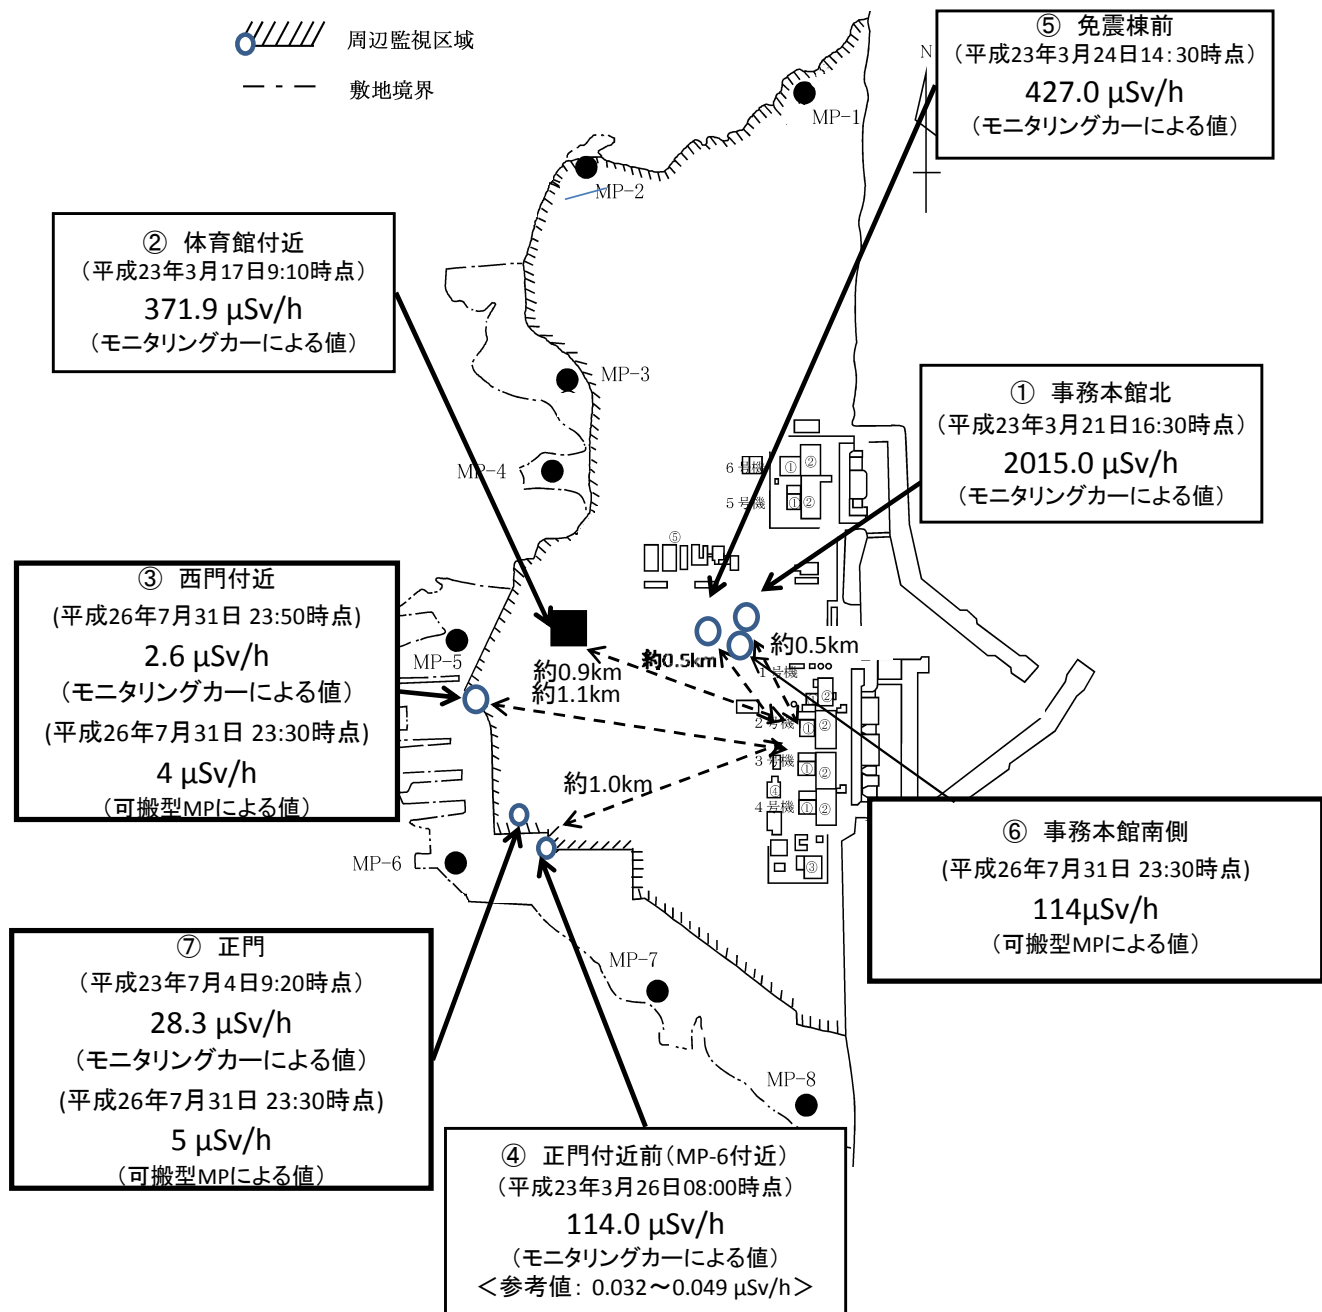 周辺監視区域
敷地境界
⑤ 免震棟前
(平成23年3月24日14:30時点)
427.0 μSv/h
(モニタリングカーによる値)
N
MP-1
MP-2
② 体育館付近
(平成23年3月17日9:10時点)
371.9 μSv/h
(モニタリングカーによる値)
MP-3
① 事務本館北
(平成23年3月21日16:30時点)
2015.0 μSv/h
(モニタリングカーによる値)
MP-4
6号機
① ②
5号機
① ②
⑤
③ 西門付近
(平成26年7月31日 23:50時点)
2.6 μSv/h
(モニタリングカーによる値)
(平成26年7月31日 23:30時点)
4 μSv/h
(可搬型MPによる値)
MP-5
約0.9km
約0.5km
約0.5km
約1.1km
1号機
②
2号機
① ②
3号機
① ②
約1.0km
④
4号機
① ②
③
MP-6
⑥ 事務本館南側
(平成26年7月31日 23:30時点)
114μSv/h
(可搬型MPによる値)
⑦ 正門
(平成23年7月4日9:20時点)
28.3 μSv/h
(モニタリングカーによる値)
(平成26年7月31日 23:30時点)
5 μSv/h
(可搬型MPによる値)
MP-7
MP-8
④ 正門付近前(MP-6付近)
(平成23年3月26日08:00時点)
114.0 μSv/h
(モニタリングカーによる値)
<参考値: 0.032～0.049 μSv/h>